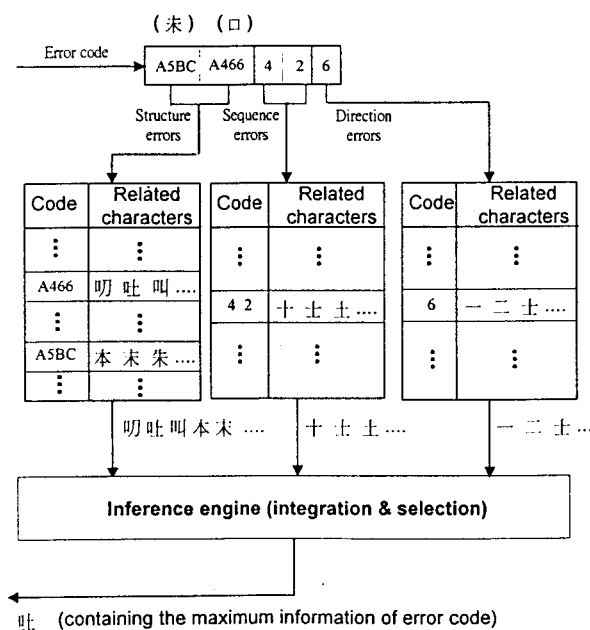 (未) (口)
Error code
A5BC A466 4 2 6
Structure errors
Sequence errors
Direction errors
Code Related characters
⋮ ⋮
A466 叨 吐 叫 ....
⋮ ⋮
A5BC 本 末 朱 ....
⋮ ⋮
Code Related characters
⋮ ⋮
4 2 十 士 土 ....
⋮ ⋮
Code Related characters
⋮ ⋮
6 一 二 士 ....
⋮ ⋮
叨 吐 叫 本 末 ....
十 士 土 ....
一 二 士 ...
Inference engine (integration & selection)
吐 (containing the maximum information of error code)